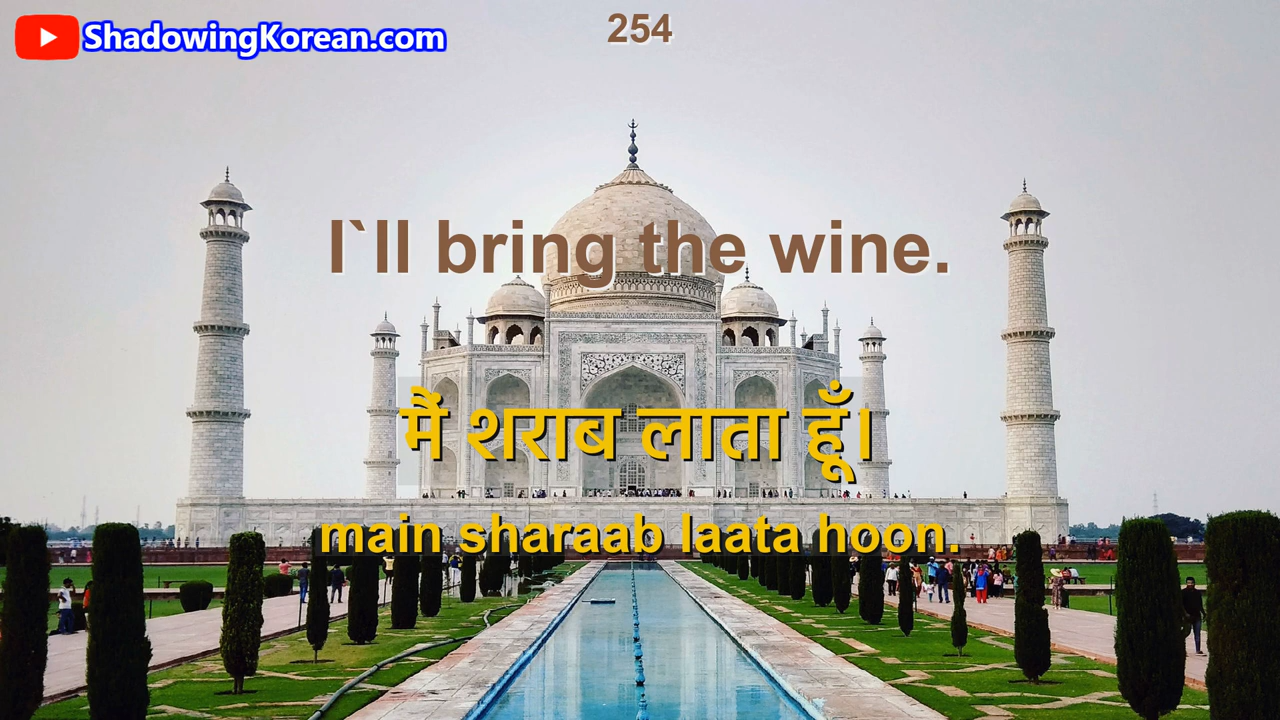 ShadowingKorean.com
254
I`ll bring the wine.
मैं शराब लाता हूँ।
main sharaab laata hoon.